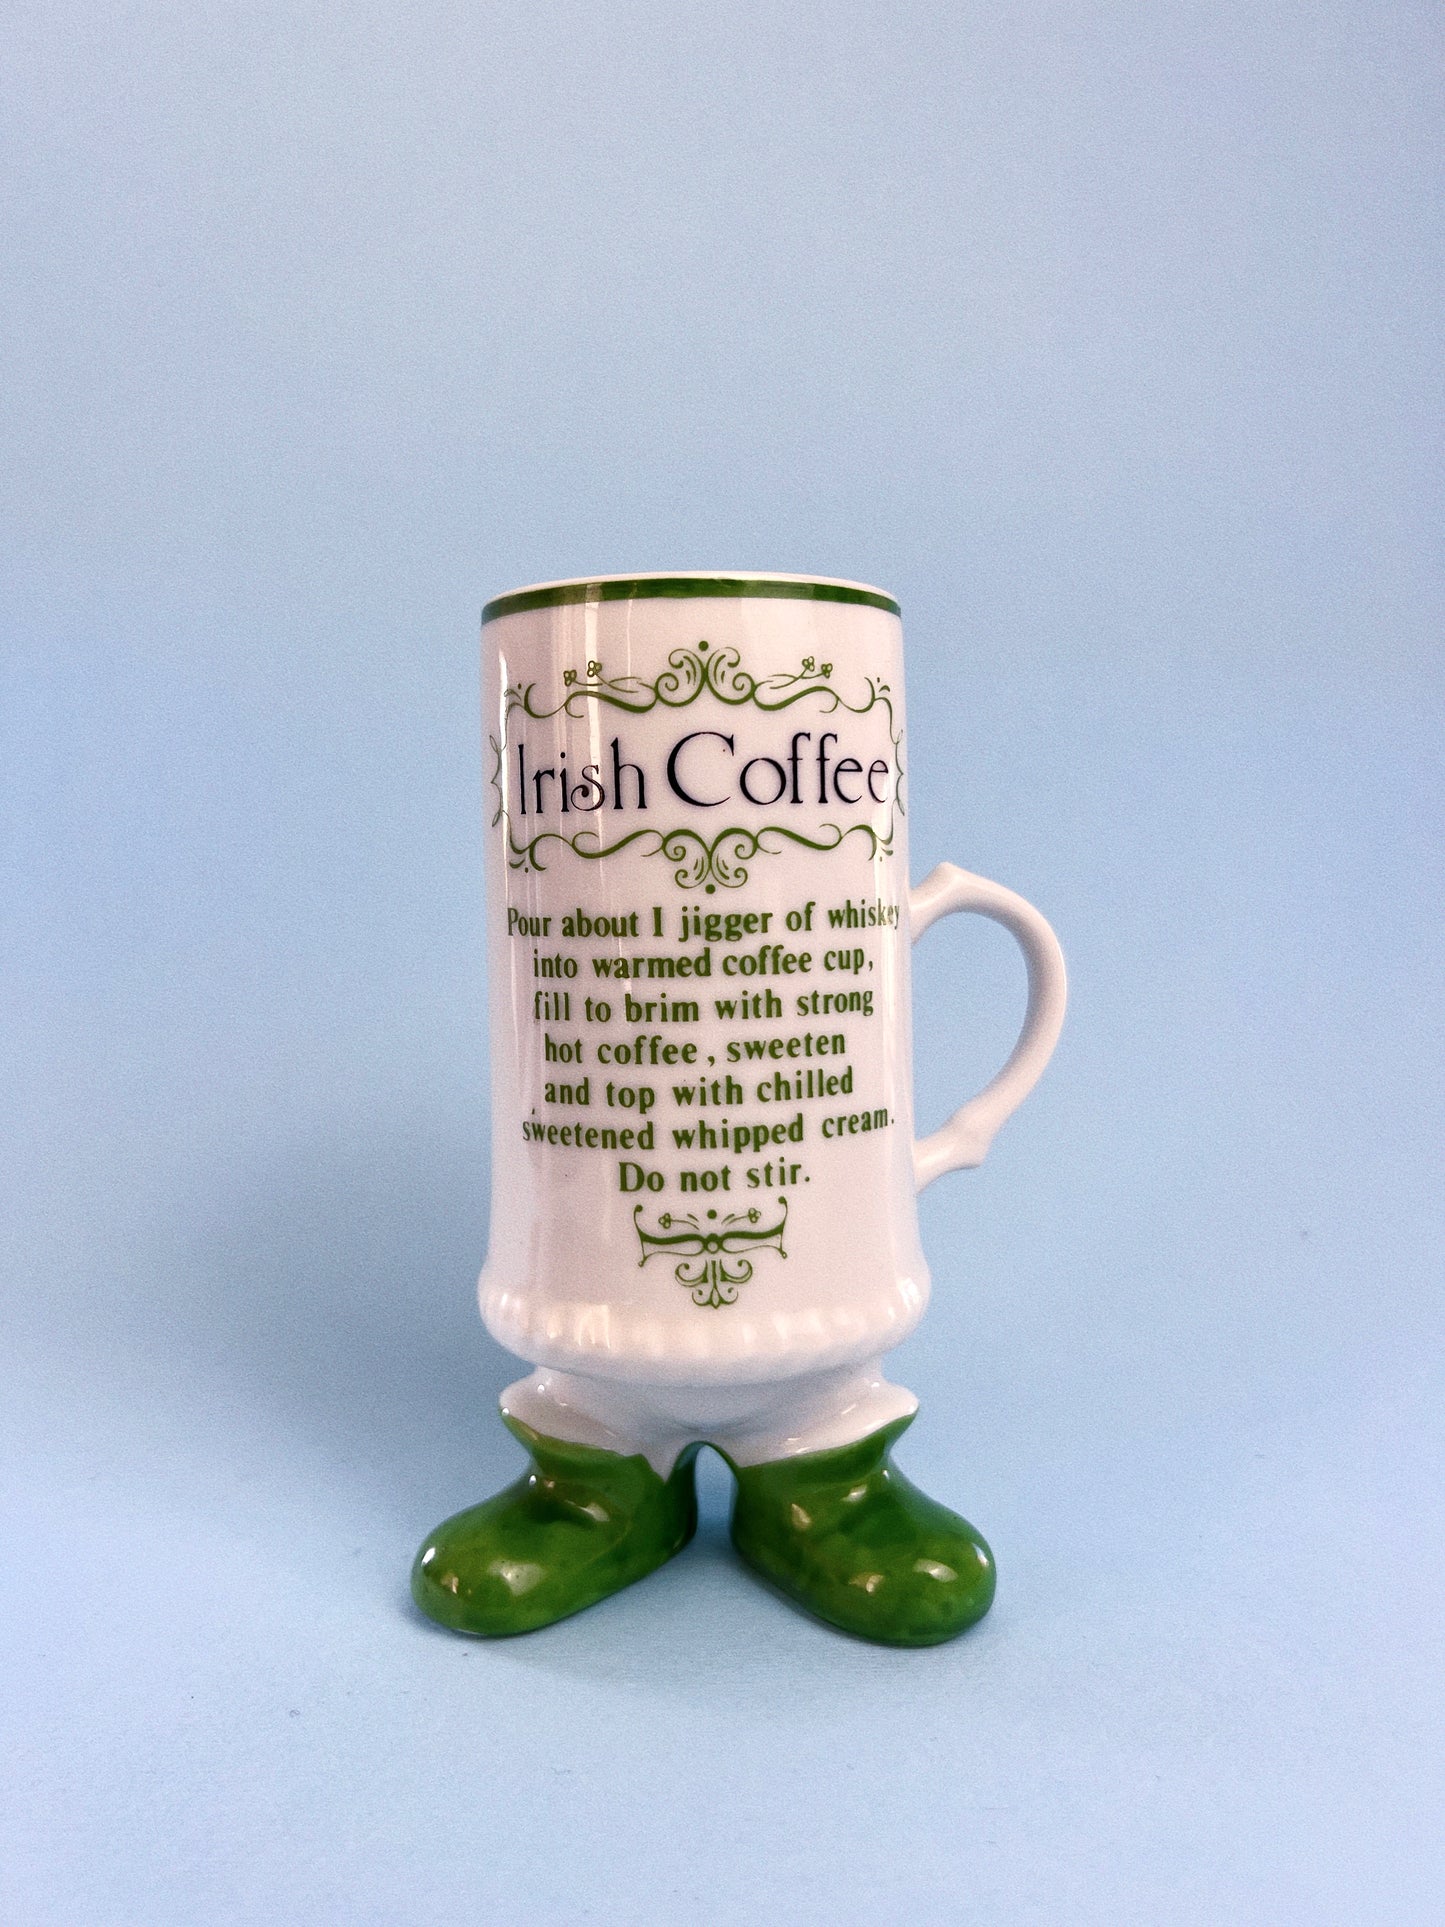 Irish Coffee
Pour about 1 jigger of whiskey
into warmed coffee cup,
fill to brim with strong
hot coffee, sweeten
and top with chilled
sweetened whipped cream.
Do not stir.